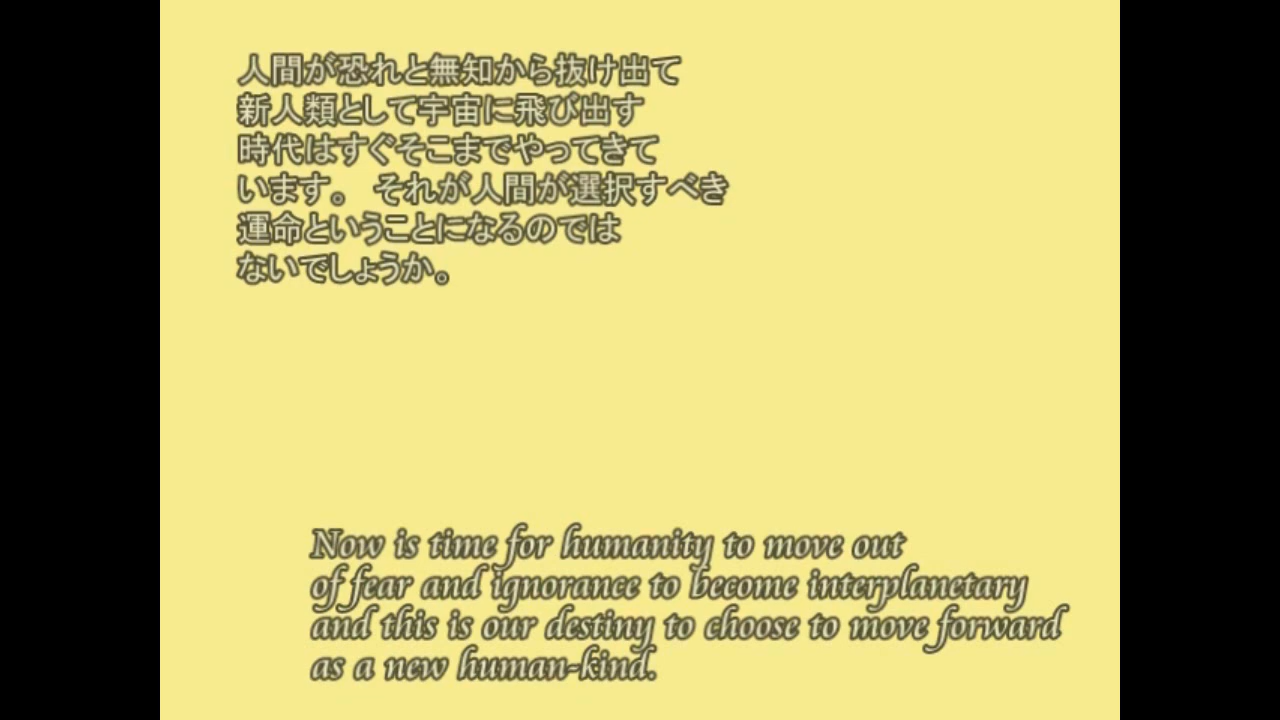 人間が恐れと無知から抜け出て
新人類として宇宙に飛び出す
時代はすぐそこまでやってきて
います。 それが人間が選択すべき
運命ということになるのでは
ないでしょうか。
Now is time for humanity to move out
of fear and ignorance to become interplanetary
and this is our destiny to choose to move forward
as a new human-kind.